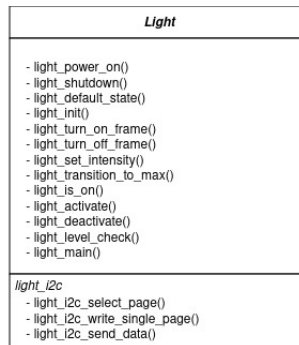 Light
- light_power_on()
- light_shutdown()
- light_default_state()
- light_init()
- light_turn_on_frame()
- light_turn_off_frame()
- light_set_intensity()
- light_transition_to_max()
- light_is_on()
- light_activate()
- light_deactivate()
- light_level_check()
- light_main()
light_i2c
- light_i2c_select_page()
- light_i2c_write_single_page()
- light_i2c_send_data()